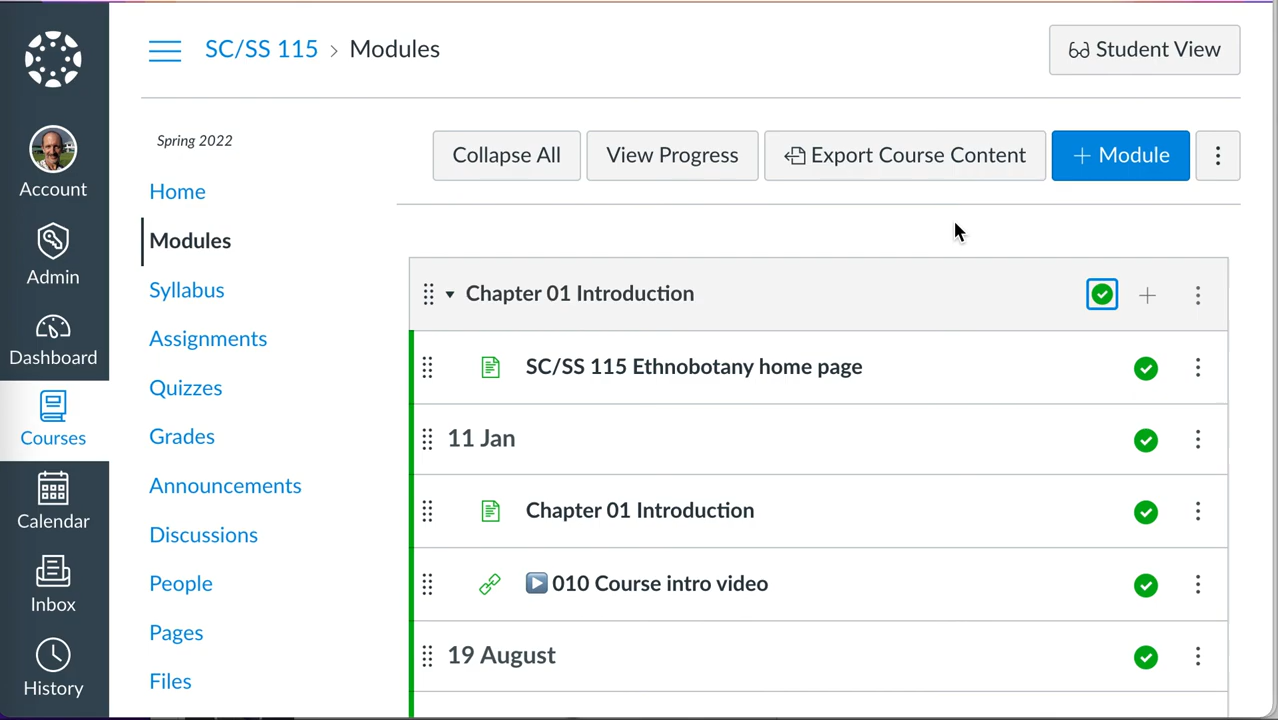 SC/SS 115 › Modules
Student View
Account
Admin
Dashboard
Courses
Calendar
Inbox
History
Spring 2022
Home
Modules
Syllabus
Assignments
Quizzes
Grades
Announcements
Discussions
People
Pages
Files
Collapse All
View Progress
Export Course Content
+ Module
Chapter 01 Introduction
SC/SS 115 Ethnobotany home page
11 Jan
Chapter 01 Introduction
010 Course intro video
19 August